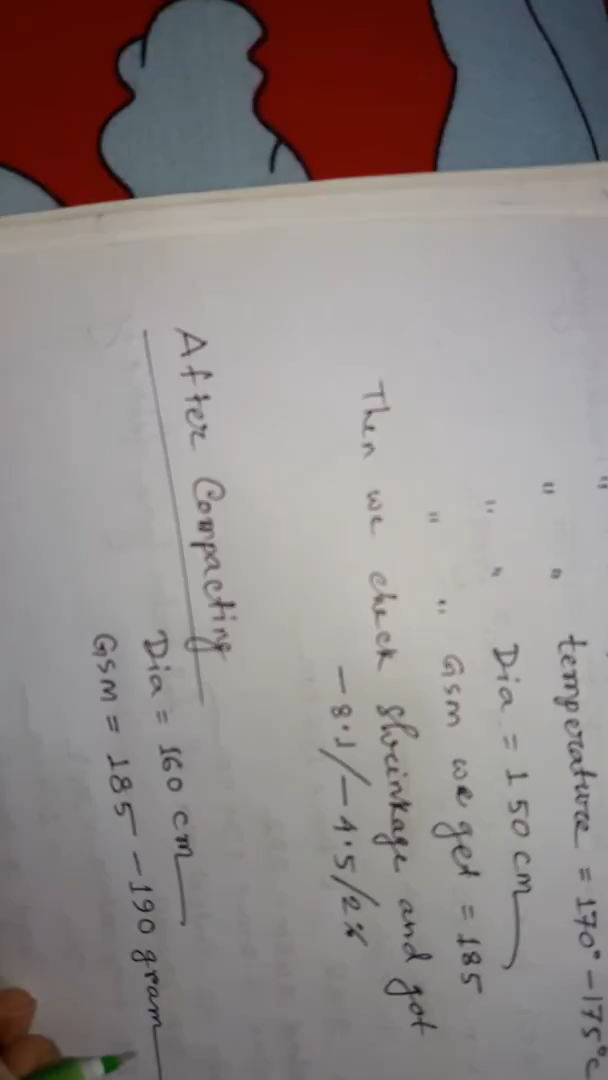 "
" " temperature = 170° - 175°c
" " Dia = 150 cm
" " GSM we get = 185
Then we check shrinkage and got
- 8.1 / - 4.5 / 2%
After Compacting
Dia = 160 cm
GSM = 185 - 190 gram